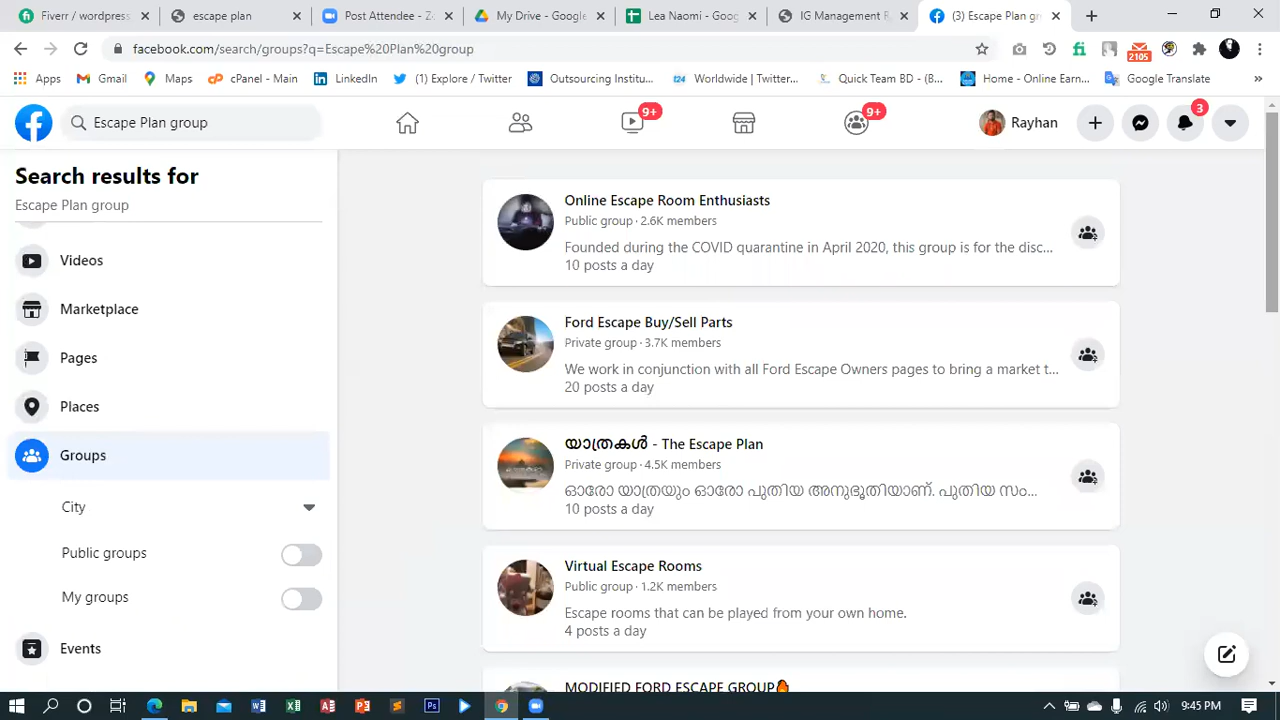 Fiverr / wordpress
escape plan
Post Attendee - Zo
My Drive - Google
Lea Naomi - Goog
IG Management R
(3) Escape Plan gr
facebook.com/search/groups?q=Escape%20Plan%20group
2105
Apps
Gmail
Maps
cPanel - Main
LinkedIn
(1) Explore / Twitter
Outsourcing Institu...
Worldwide | Twitter...
Quick Team BD - (B...
Home - Online Earn...
Google Translate
Escape Plan group
9+
9+
Rayhan
3
Search results for
Escape Plan group
Videos
Marketplace
Pages
Places
Groups
City
Public groups
My groups
Events
Online Escape Room Enthusiasts
Public group · 2.6K members
Founded during the COVID quarantine in April 2020, this group is for the disc...
10 posts a day
Ford Escape Buy/Sell Parts
Private group · 3.7K members
We work in conjunction with all Ford Escape Owners pages to bring a market t...
20 posts a day
യാത്രകൾ - The Escape Plan
Private group · 4.5K members
ഓരോ യാത്രയും ഓരോ പുതിയ അനുഭൂതിയാണ്. പുതിയ സം...
10 posts a day
Virtual Escape Rooms
Public group · 1.2K members
Escape rooms that can be played from your own home.
4 posts a day
MODIFIED FORD ESCAPE GROUP🔥
9:45 PM